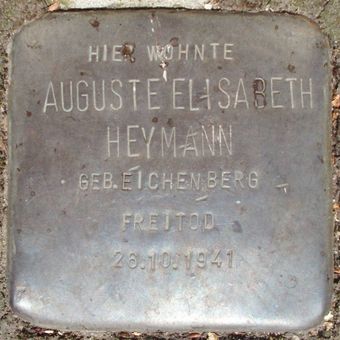 HIER WOHNTE
AUGUSTE ELISABETH
HEYMANN
GEB. EICHENBERG
FREITOD
26.10.1941